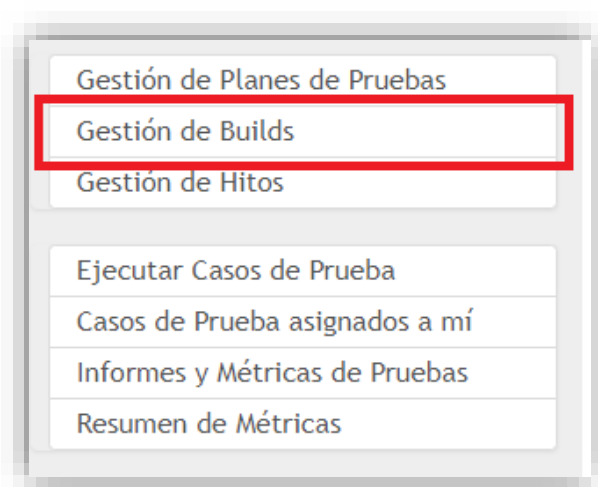 Gestión de Planes de Pruebas
Gestión de Builds
Gestión de Hitos
Ejecutar Casos de Prueba
Casos de Prueba asignados a mí
Informes y Métricas de Pruebas
Resumen de Métricas